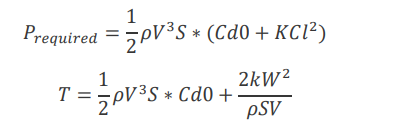 P_required = 1/2 ρV³S * (Cd0 + KCl²)
T = 1/2 ρV³S * Cd0 + 2kW²/ρSV